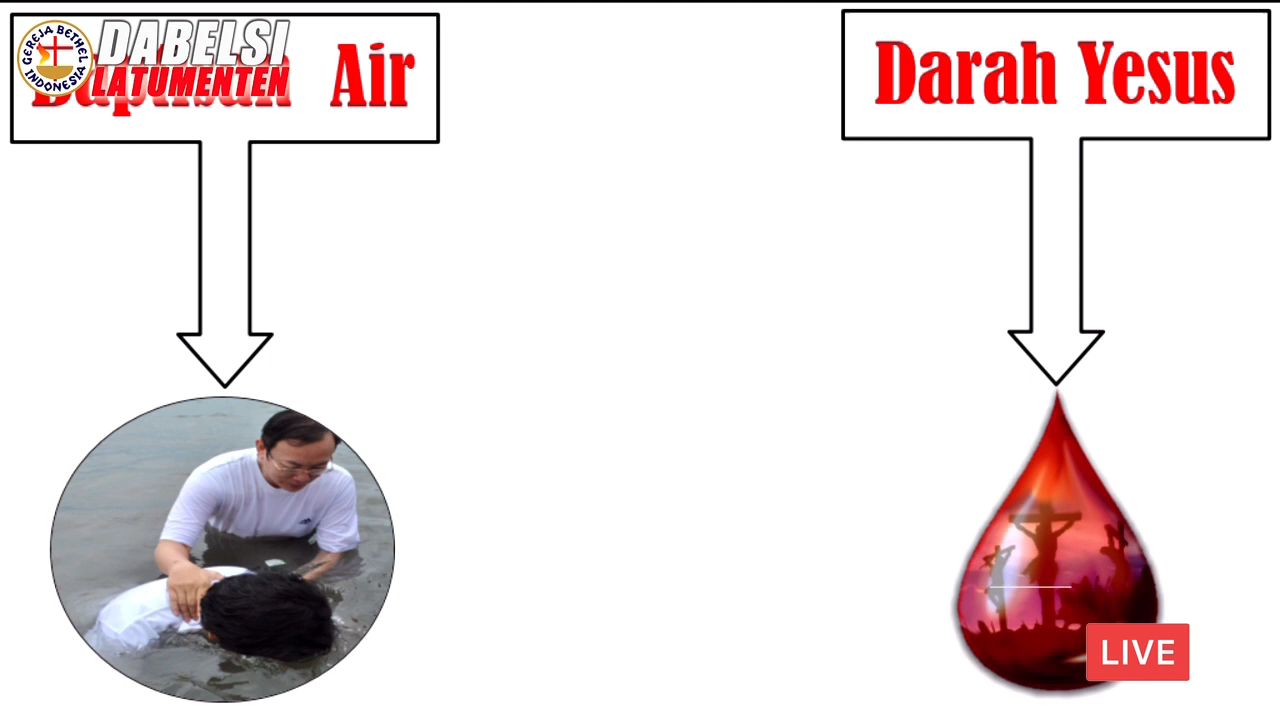 GEREJA BETHEL INDONESIA
DABELSI
LATUMENTEN
Air
Darah Yesus
LIVE